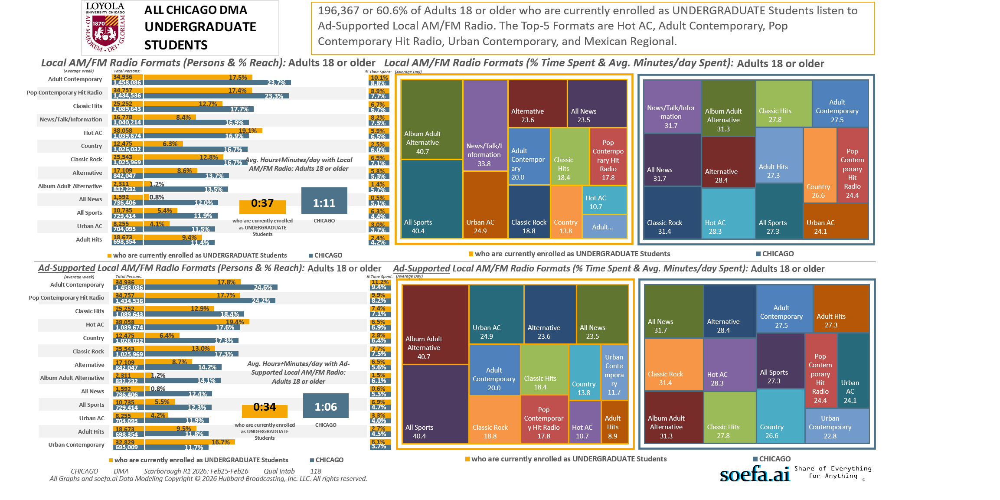 LOYOLA
UNIVERSITY CHICAGO
1870
AD • MAJOREM • DEI • GLORIAM
ALL CHICAGO DMA
UNDERGRADUATE
STUDENTS
196,367 or 60.6% of Adults 18 or older who are currently enrolled as UNDERGRADUATE Students listen to
Ad-Supported Local AM/FM Radio. The Top-5 Formats are Hot AC, Adult Contemporary, Pop
Contemporary Hit Radio, Urban Contemporary, and Mexican Regional.
Local AM/FM Radio Formats (Persons & % Reach): Adults 18 or older
(Average Week) Total Persons: % Time Spent:
Adult Contemporary 34,936 17.5% 10.1%
1,458,086 23.7% 8.8%
Pop Contemporary Hit Radio 34,757 17.4% 8.9%
1,434,536 23.3% 7.7%
Classic Hits 25,252 12.7% 6.7%
1,089,643 17.7% 6.7%
News/Talk/Information 16,778 8.4% 8.2%
1,040,214 16.9% 7.3%
Hot AC 38,058 19.1% 5.9%
1,039,674 16.9% 6.5%
Country 12,475 6.3% 2.5%
1,026,032 16.7% 6.0%
Classic Rock 25,543 12.8% 6.9%
1,025,969 16.7% 7.1%
Alternative 17,109 8.6% 5.8%
842,047 13.7% 5.3%
Album Adult Alternative 2,311 1.2% 1.4%
832,232 13.5% 5.7%
All News 1,592 0.8% 0.5%
736,406 12.0% 5.1%
All Sports 10,735 5.4% 6.3%
729,414 11.9% 4.4%
Urban AC 8,255 4.1% 3.0%
704,095 11.5% 3.7%
Adult Hits 18,673 9.4% 2.4%
698,354 11.4% 4.2%
Avg. Hours+Minutes/day with Local
AM/FM Radio: Adults 18 or older
0:37
1:11
who are currently enrolled
as UNDERGRADUATE
Students
CHICAGO
who are currently enrolled as UNDERGRADUATE Students
CHICAGO
Local AM/FM Radio Formats (% Time Spent & Avg. Minutes/day Spent): Adults 18 or older
(Average Day)
Album Adult
Alternative
40.7
All Sports
40.4
News/Talk/I
nformation
33.8
Urban AC
24.9
Alternative
23.6
All News
23.5
Adult
Contempor
ary
20.0
Classic
Hits
18.4
Pop
Contempo
rary Hit
Radio
17.8
Classic Rock
18.8
Country
13.8
Hot AC
10.7
Adult...
News/Talk/Infor
mation
31.7
All News
31.7
Classic Rock
31.4
Album Adult
Alternative
31.3
Alternative
28.4
Hot AC
28.3
Classic Hits
27.8
Adult
Contemporary
27.5
Adult Hits
27.3
All Sports
27.3
Country
26.6
Pop
Contem
porary
Hit
Radio
24.4
Urban AC
24.1
who are currently enrolled as UNDERGRADUATE Students
CHICAGO
Ad-Supported Local AM/FM Radio Formats (Persons & % Reach): Adults 18 or older
(Average Week) Total Persons: % Time Spent:
Adult Contemporary 34,936 17.8% 11.2%
1,458,086 24.6% 9.4%
Pop Contemporary Hit Radio 34,757 17.7% 9.9%
1,434,536 24.2% 8.2%
Classic Hits 25,252 12.9% 7.4%
1,089,643 18.4% 7.1%
Hot AC 38,058 19.4% 6.5%
1,039,674 17.6% 6.9%
Country 12,475 6.4% 2.8%
1,026,032 17.3% 6.4%
Classic Rock 25,543 13.0% 7.7%
1,025,969 17.3% 7.5%
Alternative 17,109 8.7% 6.5%
842,047 14.2% 5.6%
Album Adult Alternative 2,311 1.2% 1.5%
832,232 14.1% 6.1%
All News 1,592 0.8% 0.6%
736,406 12.4% 5.5%
All Sports 10,735 5.5% 6.9%
729,414 12.3% 4.7%
Urban AC 8,255 4.2% 3.3%
704,095 11.9% 4.0%
Adult Hits 18,673 9.5% 2.7%
698,354 11.8% 4.5%
Urban Contemporary 32,829 16.7% 6.1%
695,009 11.7% 3.7%
Avg. Hours+Minutes/day with Ad-
Supported Local AM/FM Radio:
Adults 18 or older
0:34
1:06
who are currently enrolled
as UNDERGRADUATE
Students
CHICAGO
who are currently enrolled as UNDERGRADUATE Students
CHICAGO
Ad-Supported Local AM/FM Radio Formats (% Time Spent & Avg. Minutes/day Spent): Adults 18 or older
(Average Day)
Album Adult
Alternative
40.7
All Sports
40.4
Urban AC
24.9
Alternative
23.6
All News
23.5
Adult
Contemporary
20.0
Classic Hits
18.4
Country
13.8
Urban
Conte
mpora
ry
11.7
Classic Rock
18.8
Pop
Contemporar
y Hit Radio
17.8
Hot AC
10.7
Adult
Hits
8.9
All News
31.7
Classic Rock
31.4
Album Adult
Alternative
31.3
Alternative
28.4
Hot AC
28.3
Classic Hits
27.8
Adult
Contemporary
27.5
Adult Hits
27.3
All Sports
27.3
Country
26.6
Pop
Contem
porary
Hit
Radio
24.4
Urban
AC
24.1
Urban
Contemporary
22.8
who are currently enrolled as UNDERGRADUATE Students
CHICAGO
CHICAGO DMA Scarborough R1 2026: Feb25-Feb26 Qual Intab 118
All Graphs and soefa.ai Data Modeling Copyright © 2026 Hubbard Broadcasting, Inc. LLC. All rights reserved.
soefa.ai
Share of Everything
for Anything ©